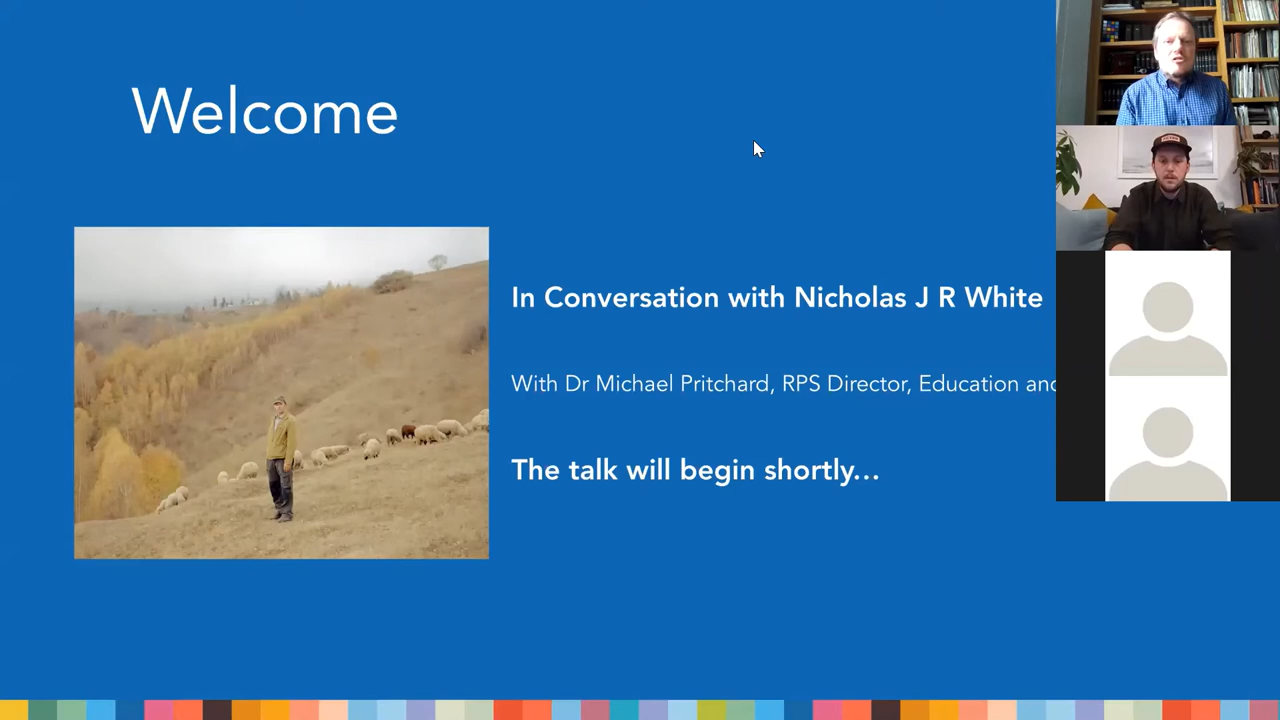 Welcome
In Conversation with Nicholas J R White
With Dr Michael Pritchard, RPS Director, Education and
The talk will begin shortly...